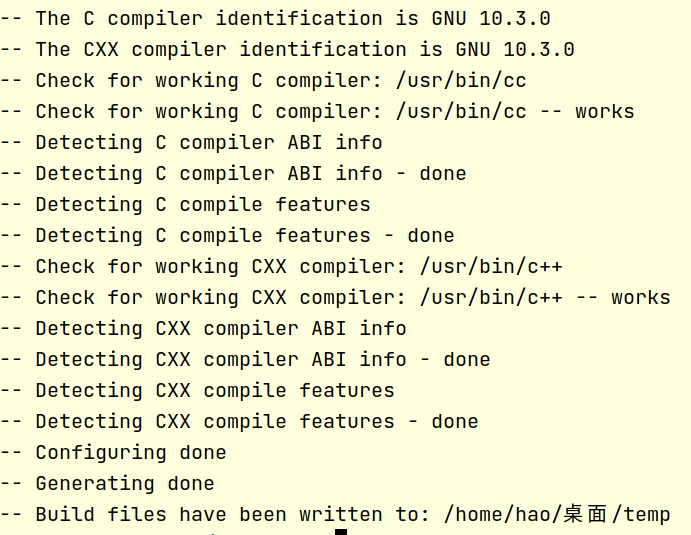 -- The C compiler identification is GNU 10.3.0
-- The CXX compiler identification is GNU 10.3.0
-- Check for working C compiler: /usr/bin/cc
-- Check for working C compiler: /usr/bin/cc -- works
-- Detecting C compiler ABI info
-- Detecting C compiler ABI info - done
-- Detecting C compile features
-- Detecting C compile features - done
-- Check for working CXX compiler: /usr/bin/c++
-- Check for working CXX compiler: /usr/bin/c++ -- works
-- Detecting CXX compiler ABI info
-- Detecting CXX compiler ABI info - done
-- Detecting CXX compile features
-- Detecting CXX compile features - done
-- Configuring done
-- Generating done
-- Build files have been written to: /home/hao/桌面/temp